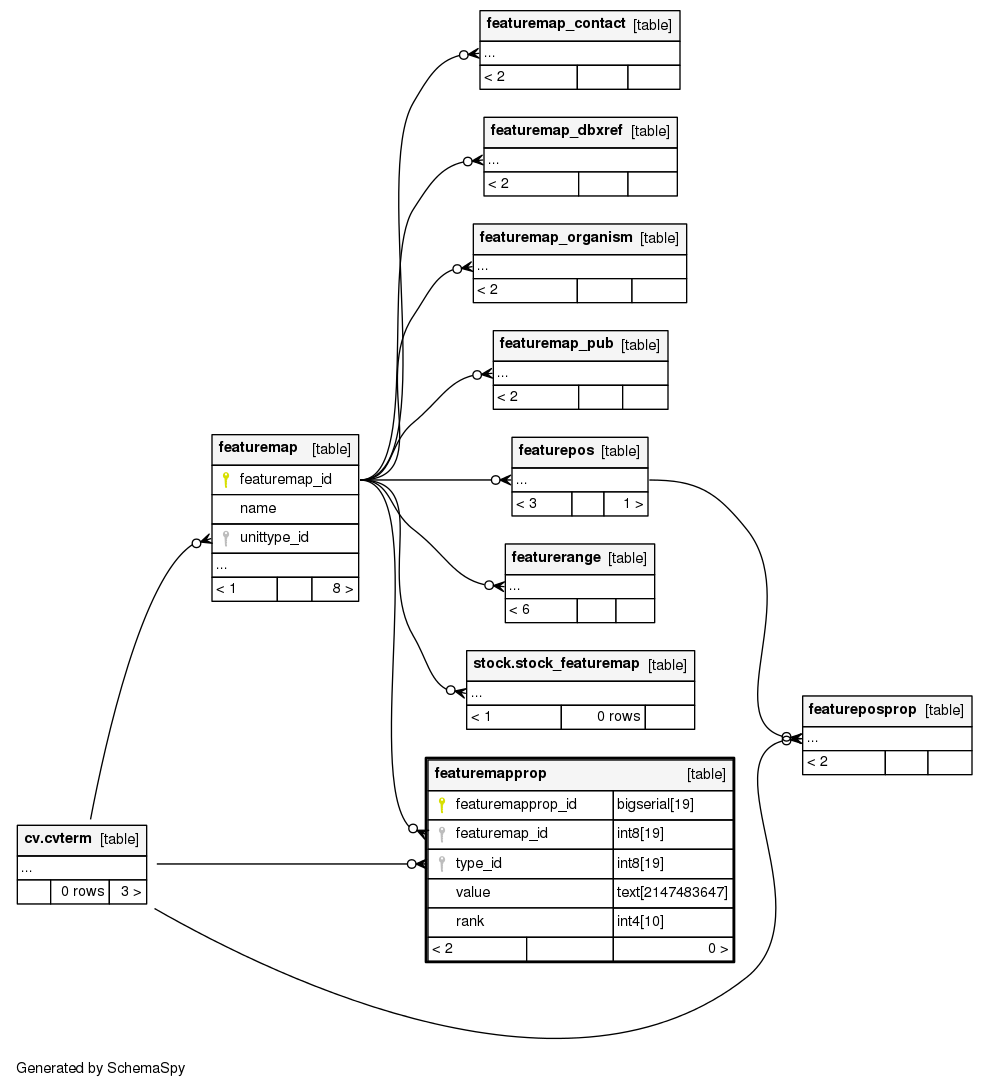 featuremap_contact [table]
...
< 2
featuremap_dbxref [table]
...
< 2
featuremap_organism [table]
...
< 2
featuremap_pub [table]
...
< 2
featuremap [table]
featuremap_id
name
unittype_id
...
< 1 8 >
featurepos [table]
...
< 3 1 >
featurerange [table]
...
< 6
stock.stock_featuremap [table]
...
< 1 0 rows
featureposprop [table]
...
< 2
featuremapprop [table]
featuremapprop_id bigserial[19]
featuremap_id int8[19]
type_id int8[19]
value text[2147483647]
rank int4[10]
< 2 0 >
cv.cvterm [table]
...
0 rows 3 >
Generated by SchemaSpy